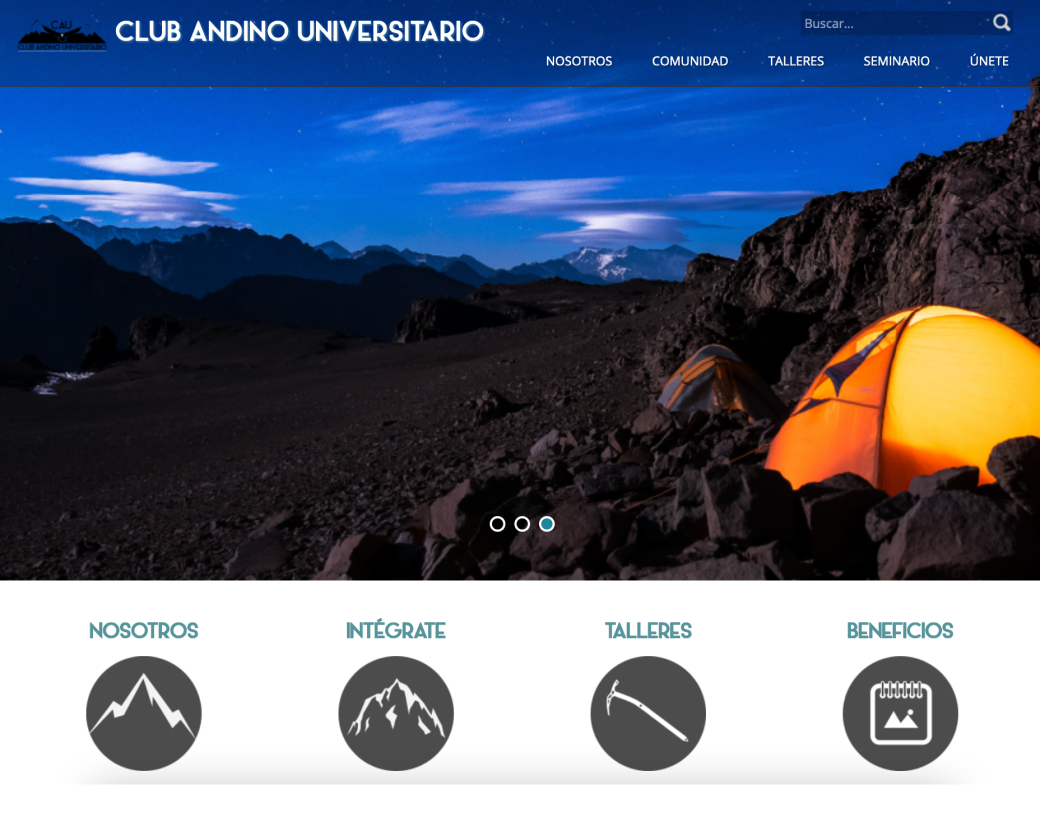 CAU
CLUB ANDINO UNIVERSITARIO
CLUB ANDINO UNIVERSITARIO
Buscar...
NOSOTROS COMUNIDAD TALLERES SEMINARIO ÚNETE
NOSOTROS INTÉGRATE TALLERES BENEFICIOS